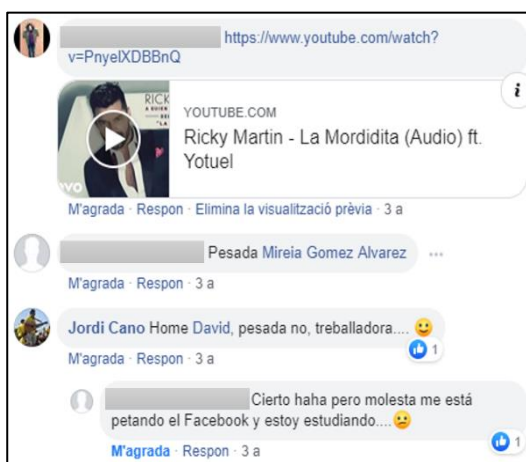 https://www.youtube.com/watch?
v=PnyelXDBBnQ
RICK
YOUTUBE.COM
Ricky Martin - La Mordidita (Audio) ft.
Yotuel
vevo
M'agrada · Respon · Elimina la visualització prèvia · 3 a
Pesada Mireia Gomez Alvarez
M'agrada · Respon · 3 a
Jordi Cano Home David, pesada no, treballadora.... 🙂
1
M'agrada · Respon · 3 a
Cierto haha pero molesta me está
petando el Facebook y estoy estudiando....😕
1
M'agrada · Respon · 3 a